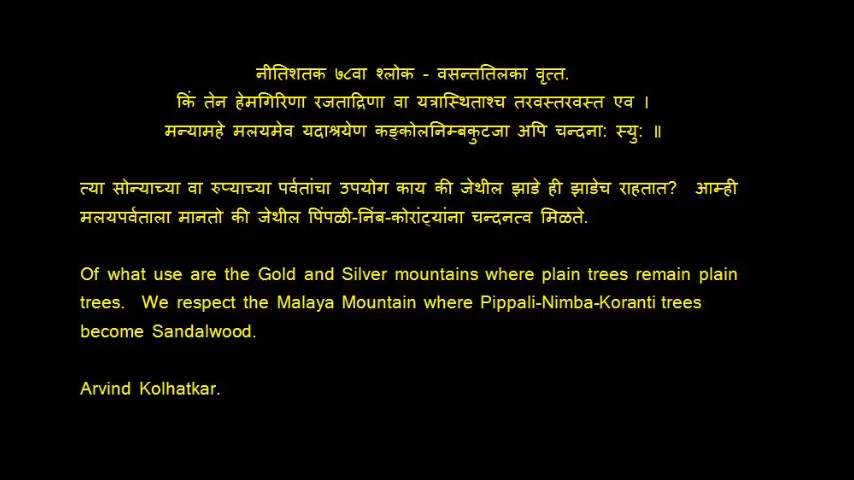 नीतिशतक ७८वा श्लोक - वसन्ततिलका वृत्त.
किं तेन हेमगिरिणा रजताद्रिणा वा यत्रास्थिताश्च तरवस्तरवस्त एव ।
मन्यामहे मलयमेव यदाश्रयेण कङ्कोलनिम्बकुटजा अपि चन्दना: स्यु: ॥
त्या सोन्याच्या वा रुप्याच्या पर्वतांचा उपयोग काय की जेथील झाडे ही झाडेच राहतात? आम्ही
मलयपर्वताला मानतो की जेथील पिंपळी-निंब-कोरांट्यांना चन्दनत्व मिळते.
Of what use are the Gold and Silver mountains where plain trees remain plain
trees. We respect the Malaya Mountain where Pippali-Nimba-Koranti trees
become Sandalwood.
Arvind Kolhatkar.